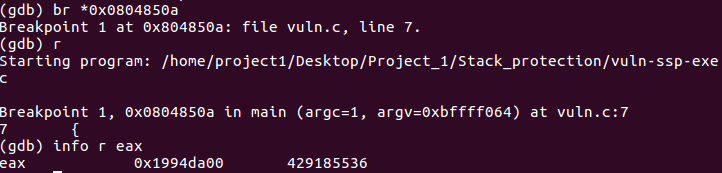 (gdb) br *0x0804850a
Breakpoint 1 at 0x804850a: file vuln.c, line 7.
(gdb) r
Starting program: /home/project1/Desktop/Project_1/Stack_protection/vuln-ssp-exe
c

Breakpoint 1, 0x0804850a in main (argc=1, argv=0xbffff064) at vuln.c:7
7 {
(gdb) info r eax
eax 0x1994da00 429185536